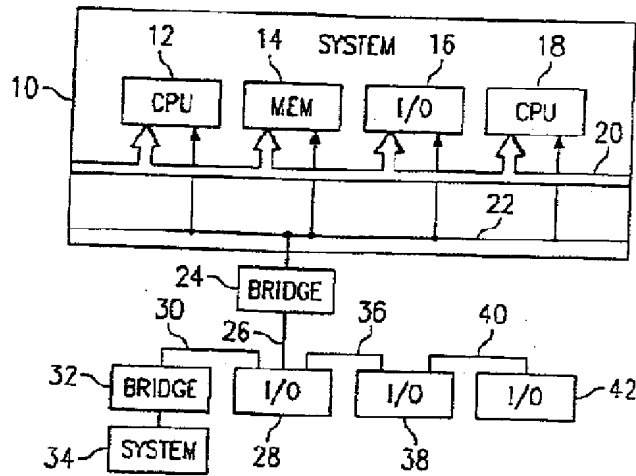 SYSTEM
12 14 16 18
10
CPU MEM I/O CPU
20
22
24 BRIDGE
30 26 36 40
32 BRIDGE I/O I/O I/O 42
34 SYSTEM 28 38